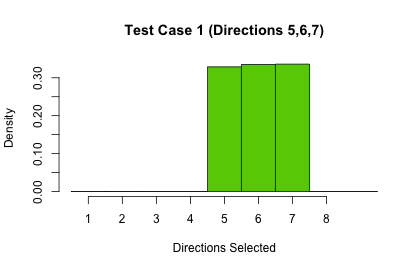 Test Case 1 (Directions 5,6,7)
Density
0.30
0.20
0.10
0.00
1 2 3 4 5 6 7 8
Directions Selected